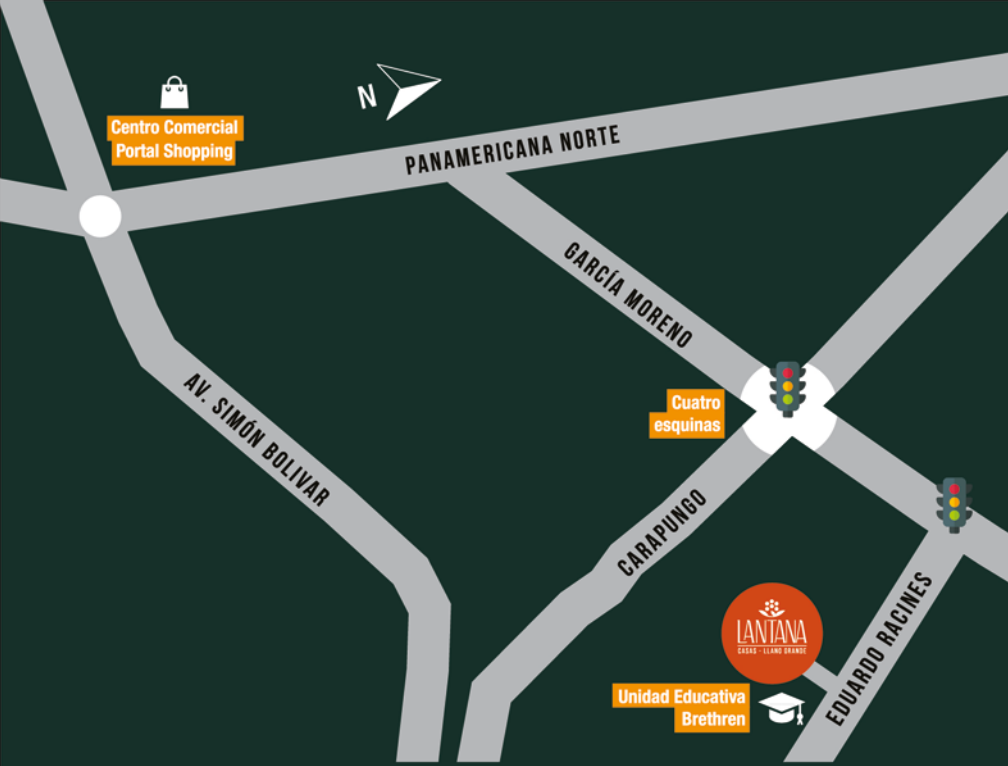 Centro Comercial
Portal Shopping
N
PANAMERICANA NORTE
GARCÍA MORENO
AV. SIMÓN BOLIVAR
Cuatro
esquinas
CARAPUNGO
EDUARDO RACINES
LANTANA
CASAS - LLANO GRANDE
Unidad Educativa
Brethren